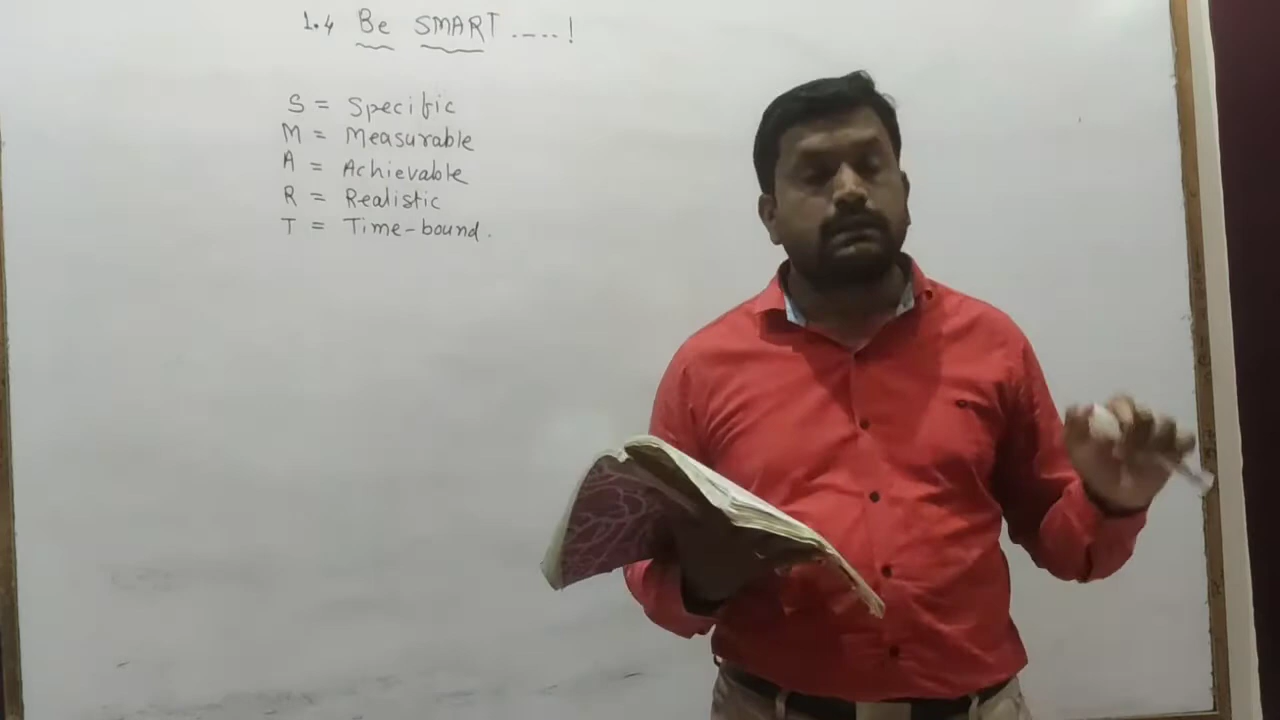 1.4 Be SMART ....!
S = Specific
M = Measurable
A = Achievable
R = Realistic
T = Time-bound.